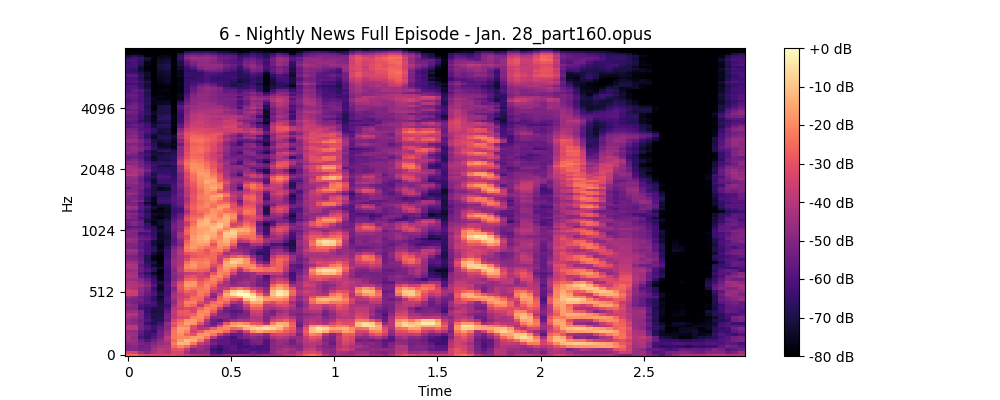 6 - Nightly News Full Episode - Jan. 28_part160.opus
Hz
4096
2048
1024
512
0
0
0.5
1
1.5
2
2.5
Time
+0 dB
-10 dB
-20 dB
-30 dB
-40 dB
-50 dB
-60 dB
-70 dB
-80 dB